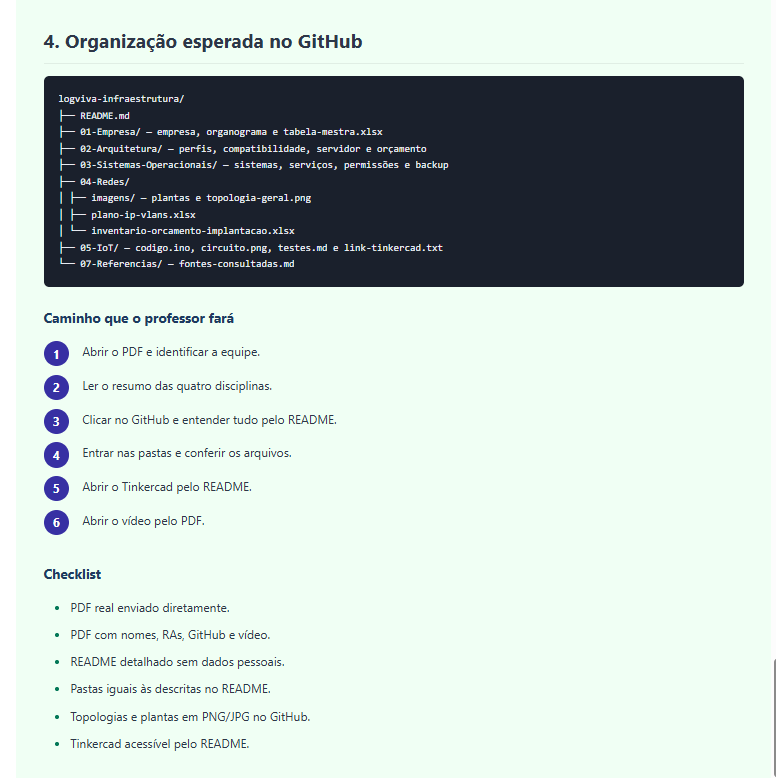 4. Organização esperada no GitHub
logviva-infraestrutura/
├── README.md
├── 01-Empresa/ — empresa, organograma e tabela-mestra.xlsx
├── 02-Arquitetura/ — perfis, compatibilidade, servidor e orçamento
├── 03-Sistemas-Operacionais/ — sistemas, serviços, permissões e backup
├── 04-Redes/
│ ├── imagens/ — plantas e topologia-geral.png
│ ├── plano-ip-vlans.xlsx
│ └── inventario-orcamento-implantacao.xlsx
├── 05-IoT/ — codigo.ino, circuito.png, testes.md e link-tinkercad.txt
└── 07-Referencias/ — fontes-consultadas.md
Caminho que o professor fará
1 Abrir o PDF e identificar a equipe.
2 Ler o resumo das quatro disciplinas.
3 Clicar no GitHub e entender tudo pelo README.
4 Entrar nas pastas e conferir os arquivos.
5 Abrir o Tinkercad pelo README.
6 Abrir o vídeo pelo PDF.
Checklist
• PDF real enviado diretamente.
• PDF com nomes, RAs, GitHub e vídeo.
• README detalhado sem dados pessoais.
• Pastas iguais às descritas no README.
• Topologias e plantas em PNG/JPG no GitHub.
• Tinkercad acessível pelo README.